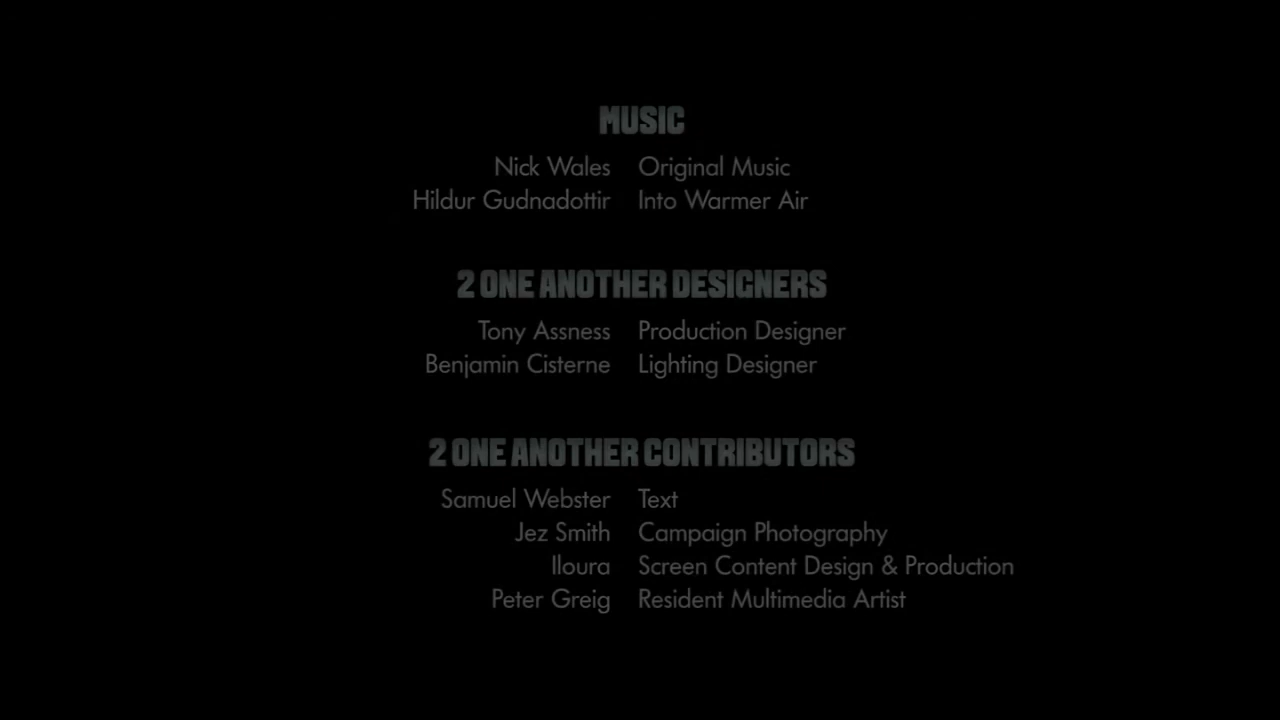 MUSIC
Nick Wales Original Music
Hildur Gudnadottir Into Warmer Air
2 ONE ANOTHER DESIGNERS
Tony Assness Production Designer
Benjamin Cisterne Lighting Designer
2 ONE ANOTHER CONTRIBUTORS
Samuel Webster Text
Jez Smith Campaign Photography
Iloura Screen Content Design & Production
Peter Greig Resident Multimedia Artist